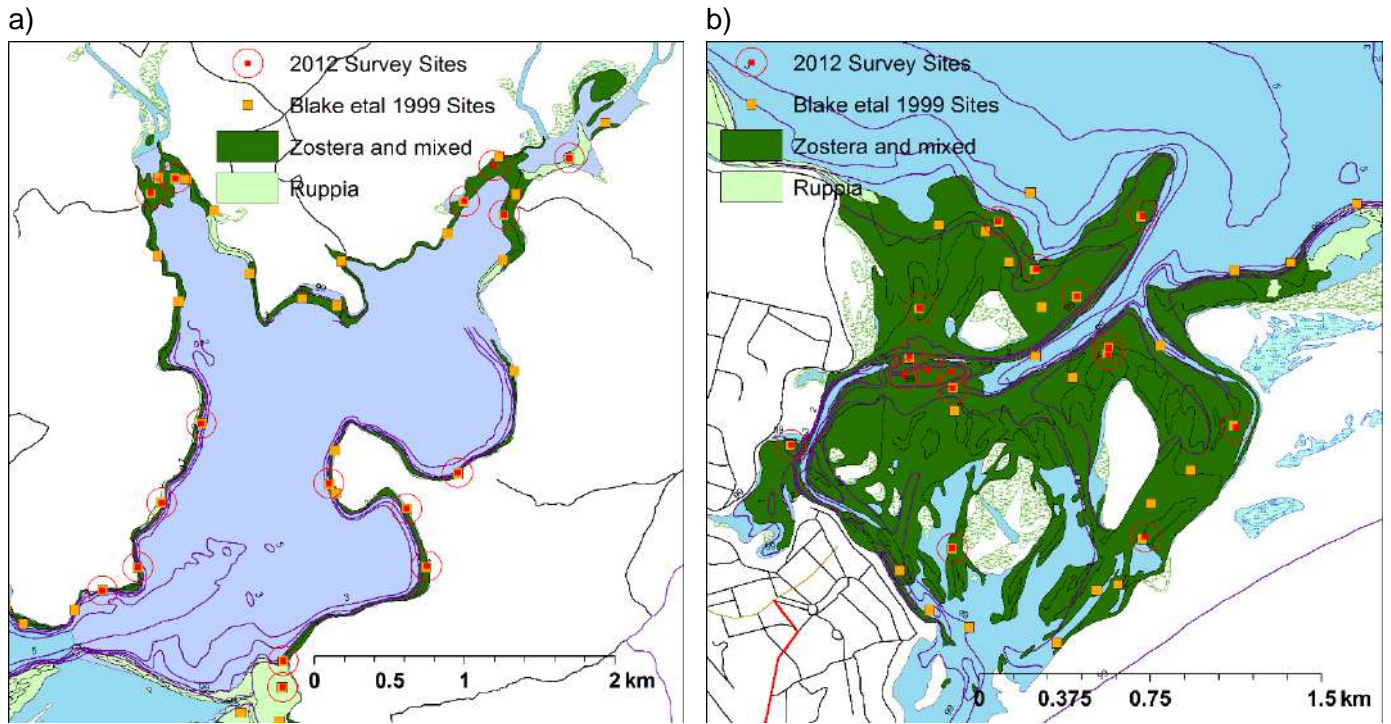 a)
2012 Survey Sites
Blake etal 1999 Sites
Zostera and mixed
Ruppia
0 0.5 1 2 km
b)
2012 Survey Sites
Blake etal 1999 Sites
Zostera and mixed
Ruppia
0 0.375 0.75 1.5 km